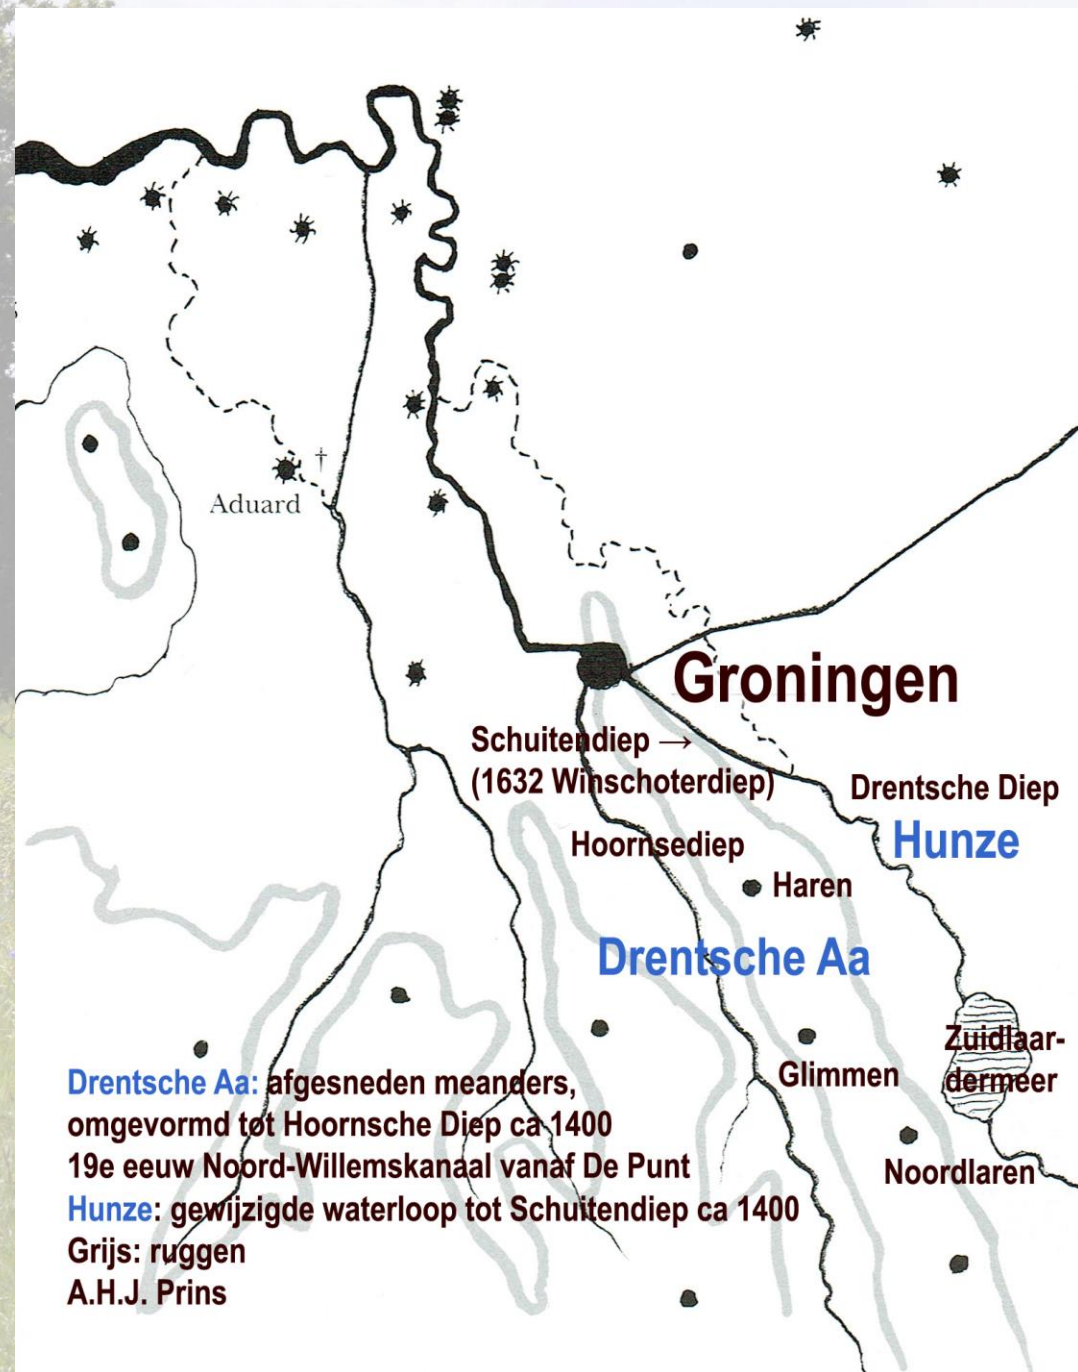 Aduard
†
Groningen
Schuitendiep →
(1632 Winschoterdiep)
Drentsche Diep
Hunze
Hoornsediep
Haren
Drentsche Aa
Zuidlaar-
dermeer
Glimmen
Noordlaren
Drentsche Aa: afgesneden meanders,
omgevormd tot Hoornsche Diep ca 1400
19e eeuw Noord-Willemskanaal vanaf De Punt
Hunze: gewijzigde waterloop tot Schuitendiep ca 1400
Grijs: ruggen
A.H.J. Prins